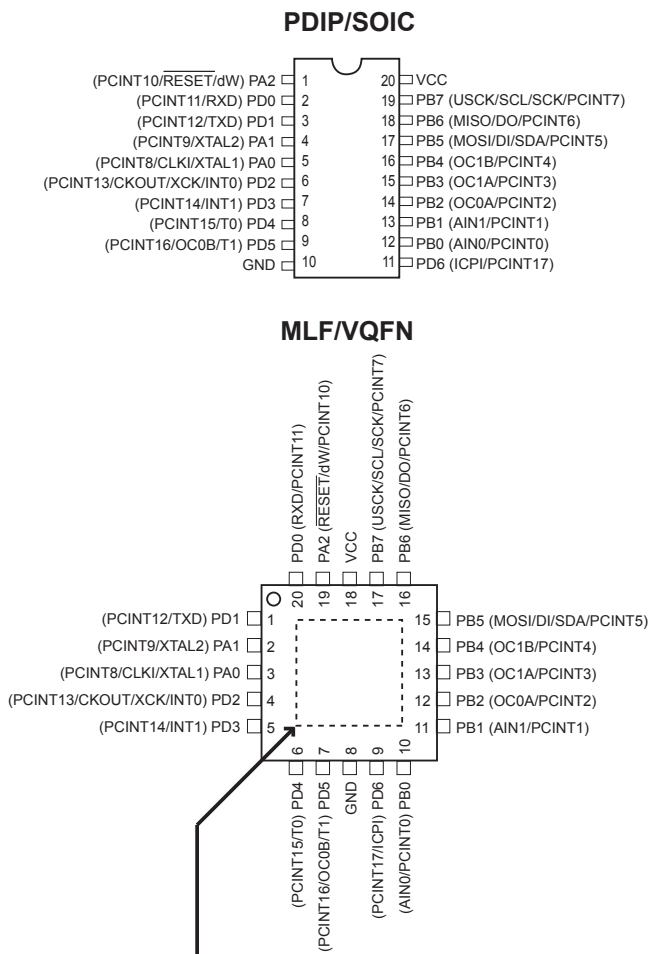 PDIP/SOIC
(PCINT10/RESET/dW) PA2 1
(PCINT11/RXD) PD0 2
(PCINT12/TXD) PD1 3
(PCINT9/XTAL2) PA1 4
(PCINT8/CLKI/XTAL1) PA0 5
(PCINT13/CKOUT/XCK/INT0) PD2 6
(PCINT14/INT1) PD3 7
(PCINT15/T0) PD4 8
(PCINT16/OC0B/T1) PD5 9
GND 10
20 VCC
19 PB7 (USCK/SCL/SCK/PCINT7)
18 PB6 (MISO/DO/PCINT6)
17 PB5 (MOSI/DI/SDA/PCINT5)
16 PB4 (OC1B/PCINT4)
15 PB3 (OC1A/PCINT3)
14 PB2 (OC0A/PCINT2)
13 PB1 (AIN1/PCINT1)
12 PB0 (AIN0/PCINT0)
11 PD6 (ICPI/PCINT17)
MLF/VQFN
20 PD0 (RXD/PCINT11)
19 PA2 (RESET/dW/PCINT10)
18 VCC
17 PB7 (USCK/SCL/SCK/PCINT7)
16 PB6 (MISO/DO/PCINT6)
(PCINT12/TXD) PD1 1
(PCINT9/XTAL2) PA1 2
(PCINT8/CLKI/XTAL1) PA0 3
(PCINT13/CKOUT/XCK/INT0) PD2 4
(PCINT14/INT1) PD3 5
15 PB5 (MOSI/DI/SDA/PCINT5)
14 PB4 (OC1B/PCINT4)
13 PB3 (OC1A/PCINT3)
12 PB2 (OC0A/PCINT2)
11 PB1 (AIN1/PCINT1)
(PCINT15/T0) PD4 6
(PCINT16/OC0B/T1) PD5 7
GND 8
(PCINT17/ICPI) PD6 9
(AIN0/PCINT0) PB0 10